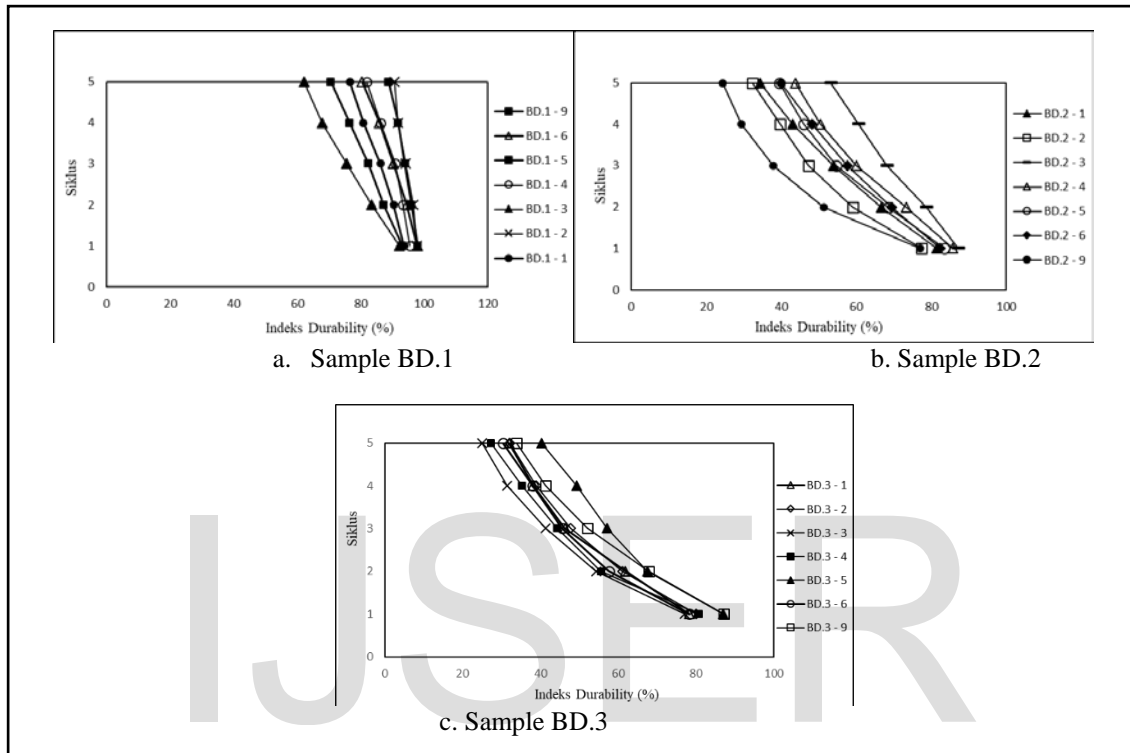 5
4
3
2
1
0
Siklus
0 20 40 60 80 100 120
Indeks Durability (%)
BD.1 - 9
BD.1 - 6
BD.1 - 5
BD.1 - 4
BD.1 - 3
BD.1 - 2
BD.1 - 1
a. Sample BD.1
5
4
3
2
1
0
Siklus
0 20 40 60 80 100
Indeks Durability (%)
BD.2 - 1
BD.2 - 2
BD.2 - 3
BD.2 - 4
BD.2 - 5
BD.2 - 6
BD.2 - 9
b. Sample BD.2
5
4
3
2
1
0
Siklus
0 20 40 60 80 100
Indeks Durability (%)
BD.3 - 1
BD.3 - 2
BD.3 - 3
BD.3 - 4
BD.3 - 5
BD.3 - 6
BD.3 - 9
c. Sample BD.3
IJSER